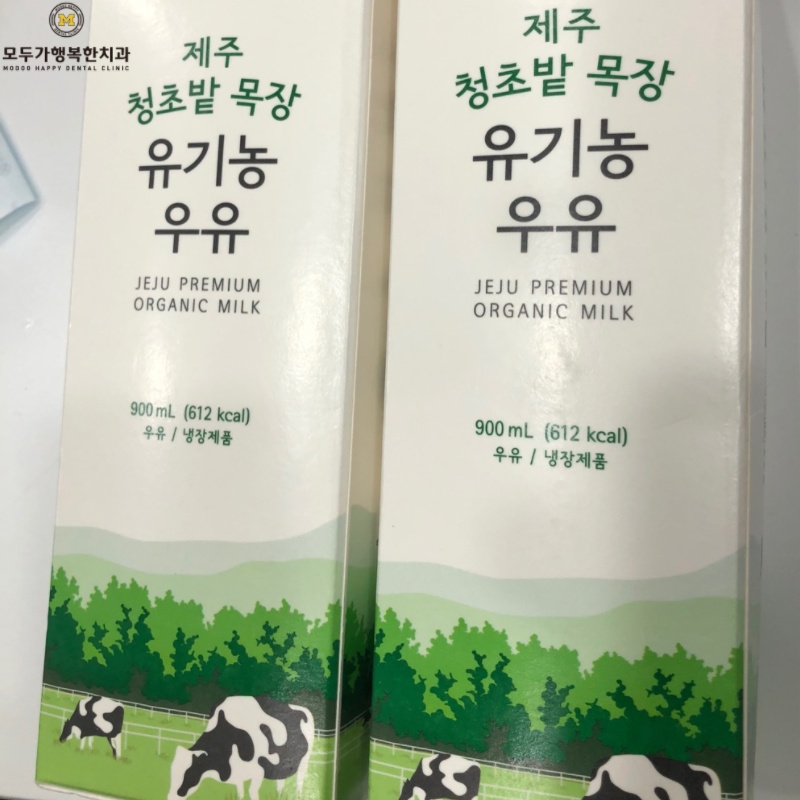 모두가행복한치과
MODOO HAPPY DENTAL CLINIC
제주
청초밭 목장
유기농
우유
JEJU PREMIUM
ORGANIC MILK
900 mL (612 kcal)
우유 / 냉장제품
제주
청초밭 목장
유기농
우유
JEJU PREMIUM
ORGANIC MILK
900 mL (612 kcal)
우유 / 냉장제품